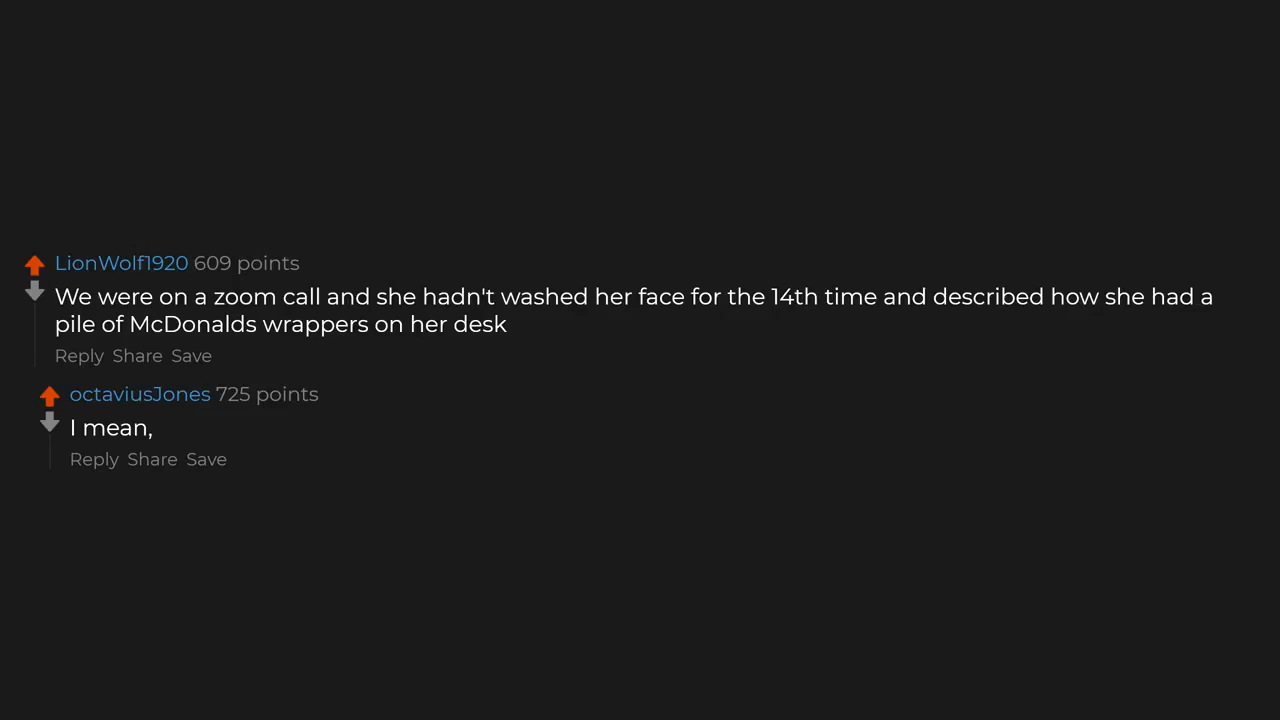 LionWolf1920 609 points
We were on a zoom call and she hadn't washed her face for the 14th time and described how she had a
pile of McDonalds wrappers on her desk
Reply Share Save
octaviusJones 725 points
I mean,
Reply Share Save